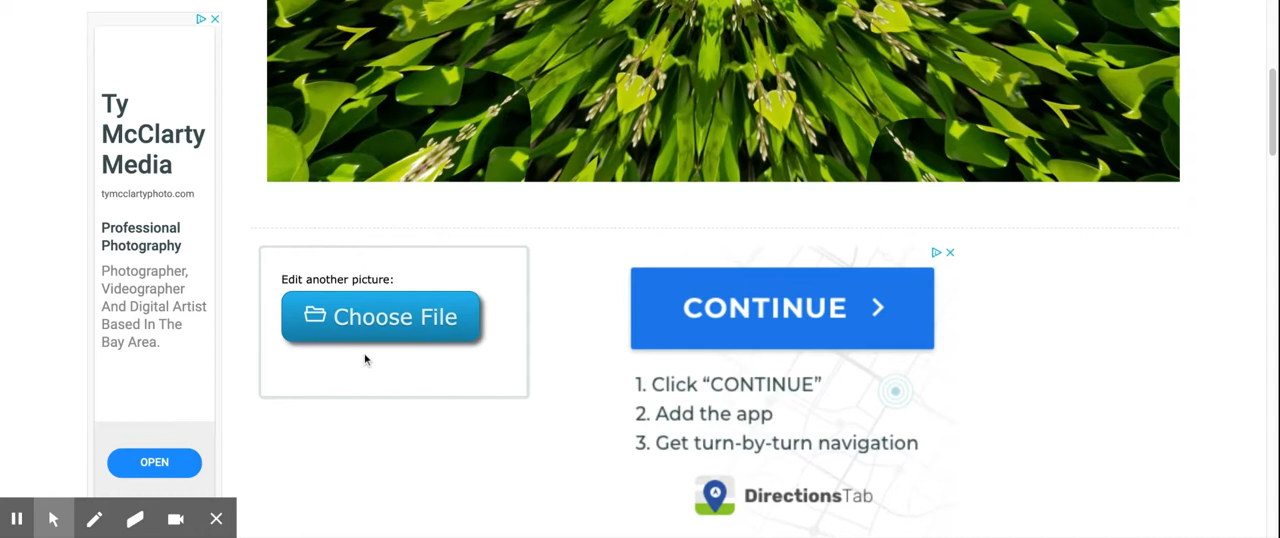 Ty
McClarty
Media
tymcclartyphoto.com
Professional
Photography
Photographer,
Videographer
And Digital Artist
Based In The
Bay Area.
OPEN
Edit another picture:
Choose File
CONTINUE
1. Click “CONTINUE”
2. Add the app
3. Get turn-by-turn navigation
A
DirectionsTab